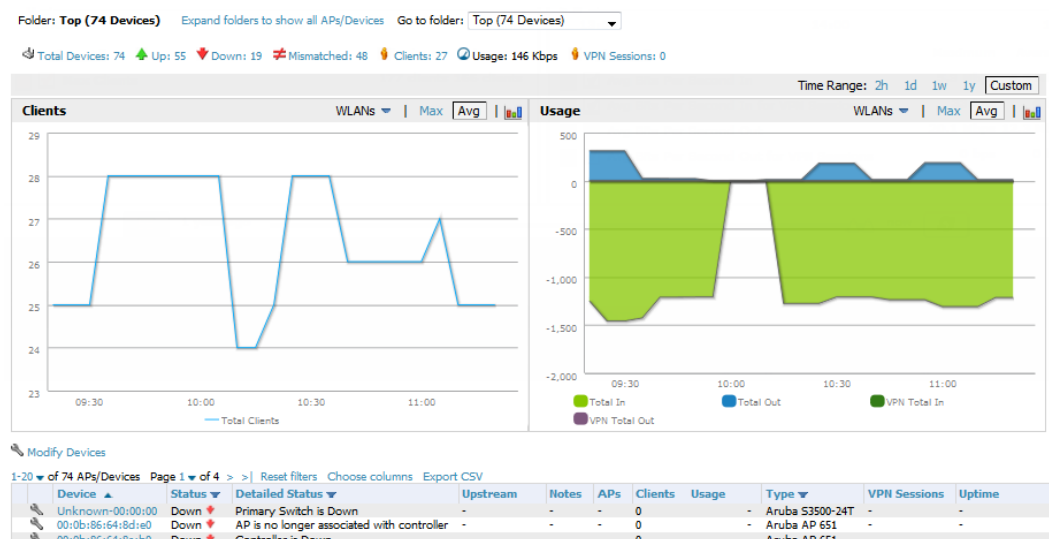 Folder: Top (74 Devices) Expand folders to show all APs/Devices Go to folder: Top (74 Devices)
Total Devices: 74 Up: 55 Down: 19 Mismatched: 48 Clients: 27 Usage: 146 Kbps VPN Sessions: 0
Time Range: 2h 1d 1w 1y Custom
Clients WLANs | Max Avg |
Usage WLANs | Max Avg |
29
28
27
26
25
24
23
09:30 10:00 10:30 11:00
Total Clients
500
0
-500
-1,000
-1,500
-2,000
09:30 10:00 10:30 11:00
Total In Total Out VPN Total In
VPN Total Out
Modify Devices
1-20 of 74 APs/Devices Page 1 of 4 > >| Reset filters Choose columns Export CSV
Device Status Detailed Status Upstream Notes APs Clients Usage Type VPN Sessions Uptime
Unknown-00:00:00 Down Primary Switch is Down - - - 0 - Aruba S3500-24T - -
00:0b:86:64:8d:e0 Down AP is no longer associated with controller - - - 0 - Aruba AP 651 - -
Down Controller is Down - - - 0 - Aruba AP 651 - -